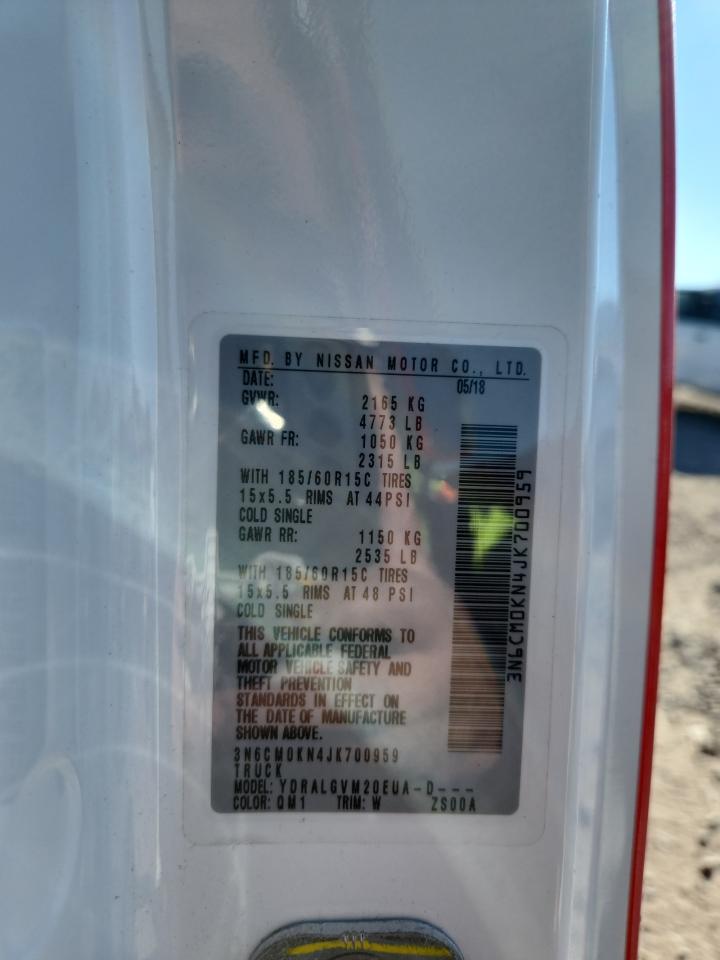 MFD. BY NISSAN MOTOR CO., LTD.
DATE: 05/18
GVWR: 2165 KG
4773 LB
GAWR FR: 1050 KG
2315 LB
WITH 185/60R15C TIRES
15x5.5 RIMS AT 44PSI
COLD SINGLE
GAWR RR: 1150 KG
2535 LB
WITH 185/60R15C TIRES
15x5.5 RIMS AT 48 PSI
COLD SINGLE
THIS VEHICLE CONFORMS TO
ALL APPLICABLE FEDERAL
MOTOR VEHICLE SAFETY AND
THEFT PREVENTION
STANDARDS IN EFFECT ON
THE DATE OF MANUFACTURE
SHOWN ABOVE.
3N6CM0KN4JK700959
TRUCK
MODEL: YDRALGVM20EUA-D---
COLOR: QM1 TRIM: W ZS00A
3N6CM0KN4JK700959